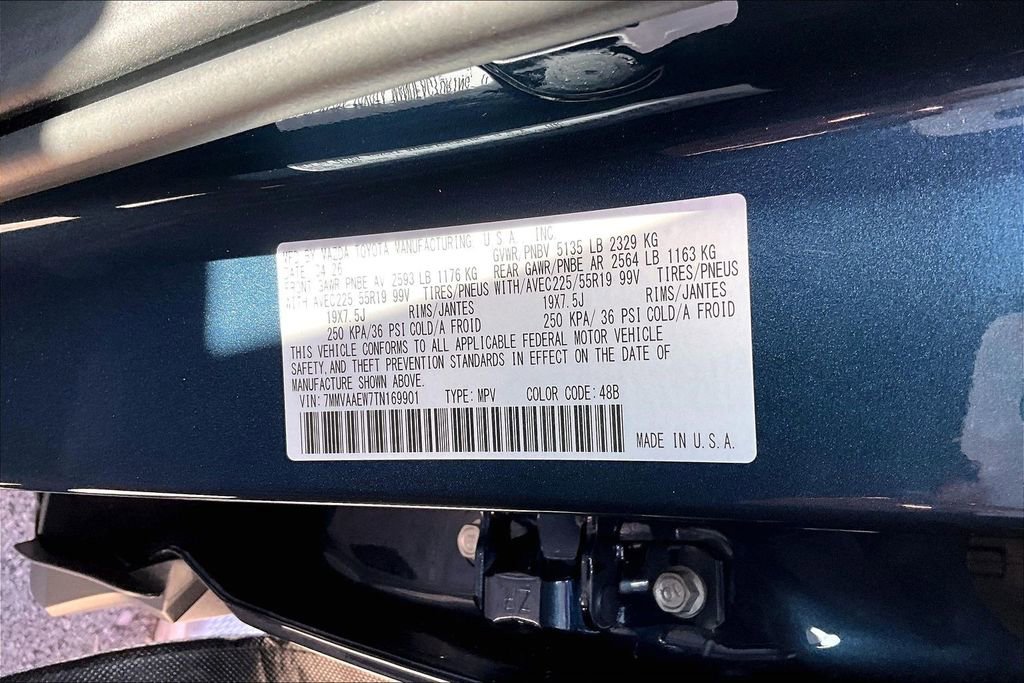 MFD BY MAZDA TOYOTA MANUFACTURING, U.S.A., INC.
DATE: 04 26 GVWR/PNBV 5135 LB 2329 KG
FRONT GAWR/PNBE AV 2593 LB 1176 KG REAR GAWR/PNBE AR 2564 LB 1163 KG
WITH/AVEC225/55R19 99V TIRES/PNEUS WITH/AVEC225/55R19 99V TIRES/PNEUS
19X7.5J RIMS/JANTES 19X7.5J RIMS/JANTES
250 KPA/36 PSI COLD/A FROID 250 KPA/ 36 PSI COLD/A FROID
THIS VEHICLE CONFORMS TO ALL APPLICABLE FEDERAL MOTOR VEHICLE
SAFETY, AND THEFT PREVENTION STANDARDS IN EFFECT ON THE DATE OF
MANUFACTURE SHOWN ABOVE.
VIN: 7MMVAAEW7TN169901 TYPE: MPV COLOR CODE: 48B
MADE IN U.S.A.